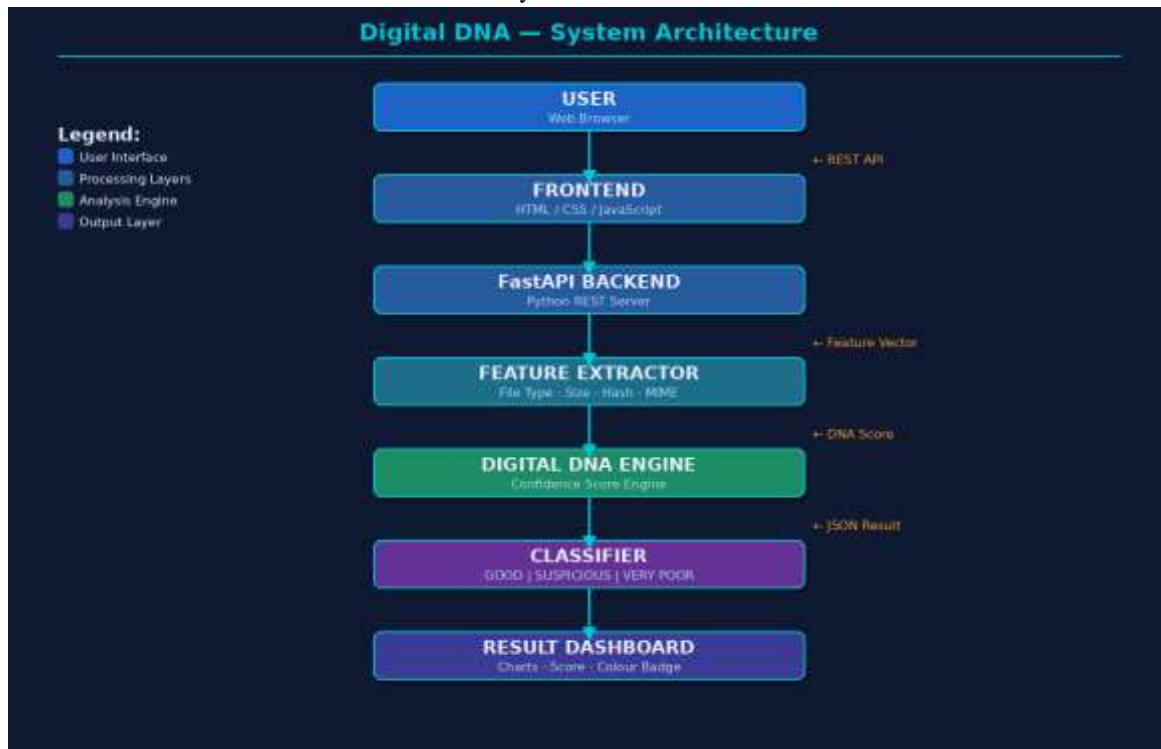 Digital DNA — System Architecture
USER
Web Browser
Legend:
User Interface
Processing Layers
Analysis Engine
Output Layer
← REST API
FRONTEND
HTML / CSS / JavaScript
FastAPI BACKEND
Python REST Server
← Feature Vector
FEATURE EXTRACTOR
File Type · Size · Hash · MIME
← DNA Score
DIGITAL DNA ENGINE
Confidence Score Engine
← JSON Result
CLASSIFIER
GOOD | SUSPICIOUS | VERY POOR
RESULT DASHBOARD
Charts · Score · Colour Badge